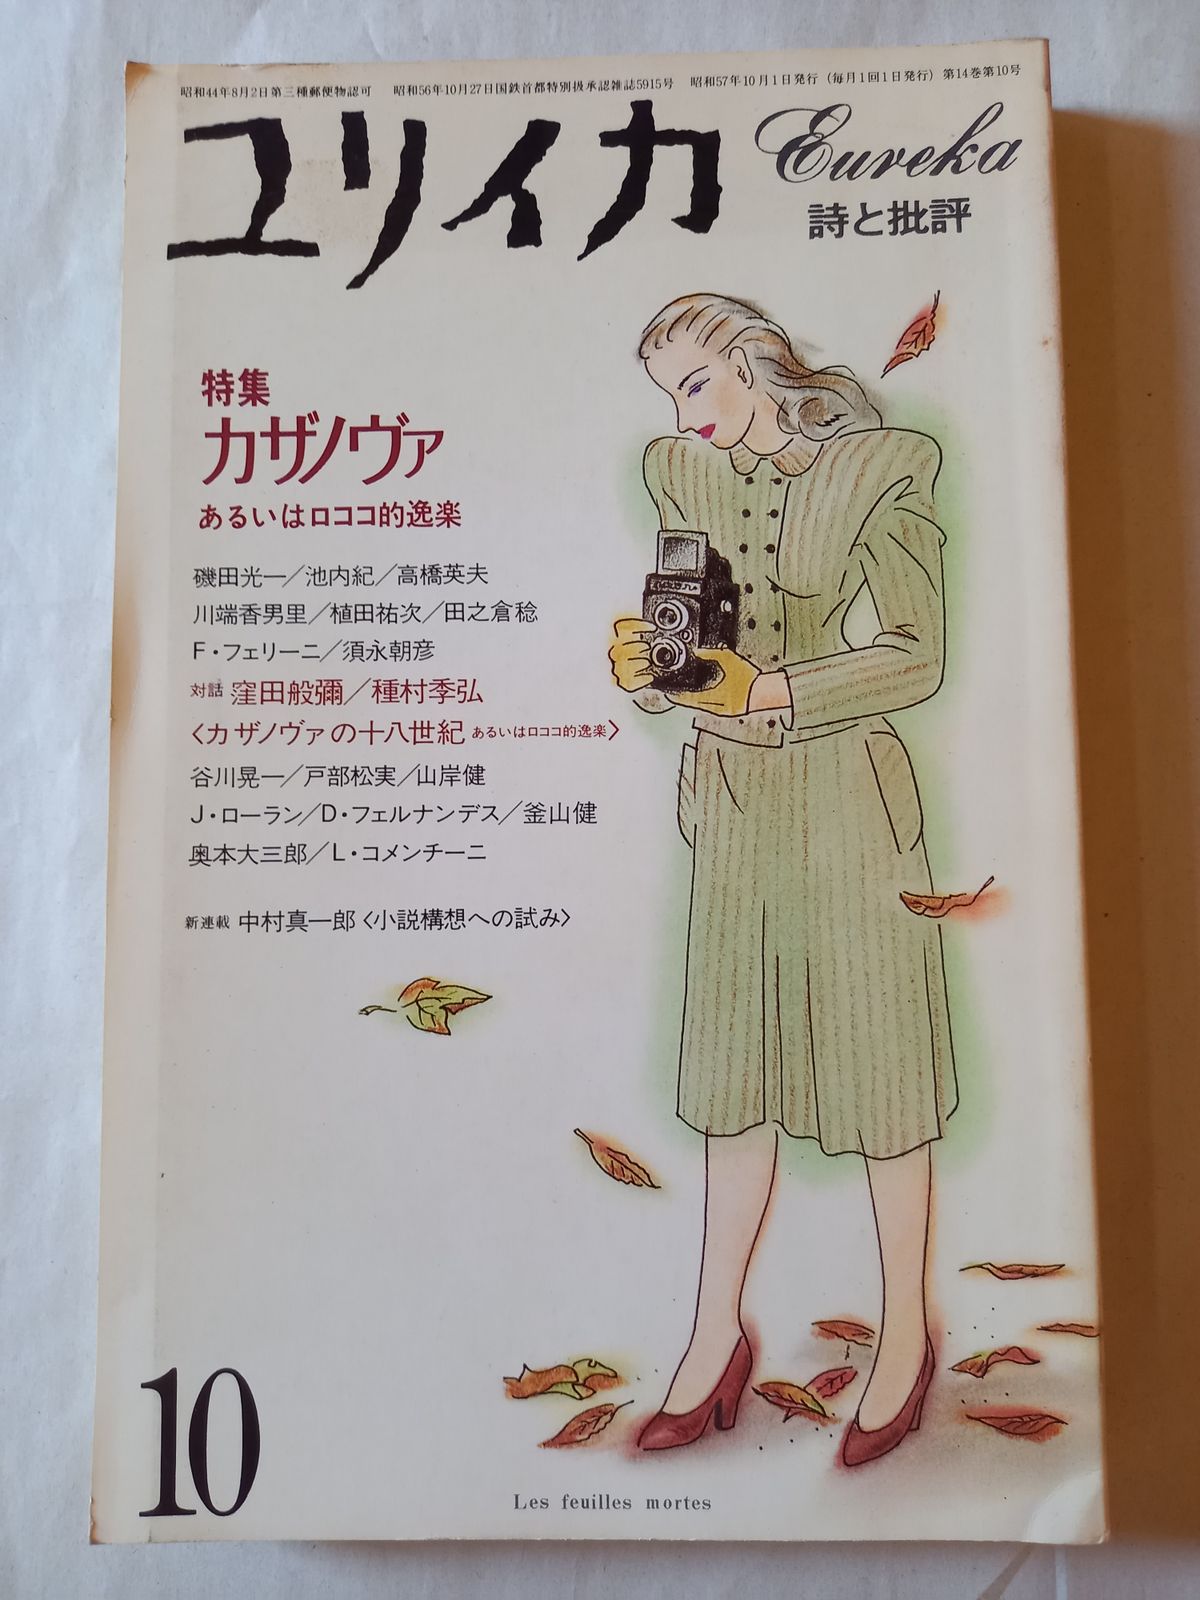 昭和44年8月2日第三種郵便物認可 昭和56年10月27日国鉄首都特別扱承認雑誌5915号 昭和57年10月1日発行(毎月1回1日発行)第14巻第10号
ユリイカ Eureka
詩と批評
特集
カザノヴァ
あるいはロココ的逸楽
磯田光一/池内紀/高橋英夫
川端香男里/植田祐次/田之倉稔
F・フェリーニ/須永朝彦
対話 窪田般彌/種村季弘
〈カザノヴァの十八世紀 あるいはロココ的逸楽〉
谷川晃一/戸部松実/山岸健
J・ローラン/D・フェルナンデス/釜山健
奥本大三郎/L・コメンチーニ
新連載 中村真一郎〈小説構想への試み〉
10
Les feuilles mortes